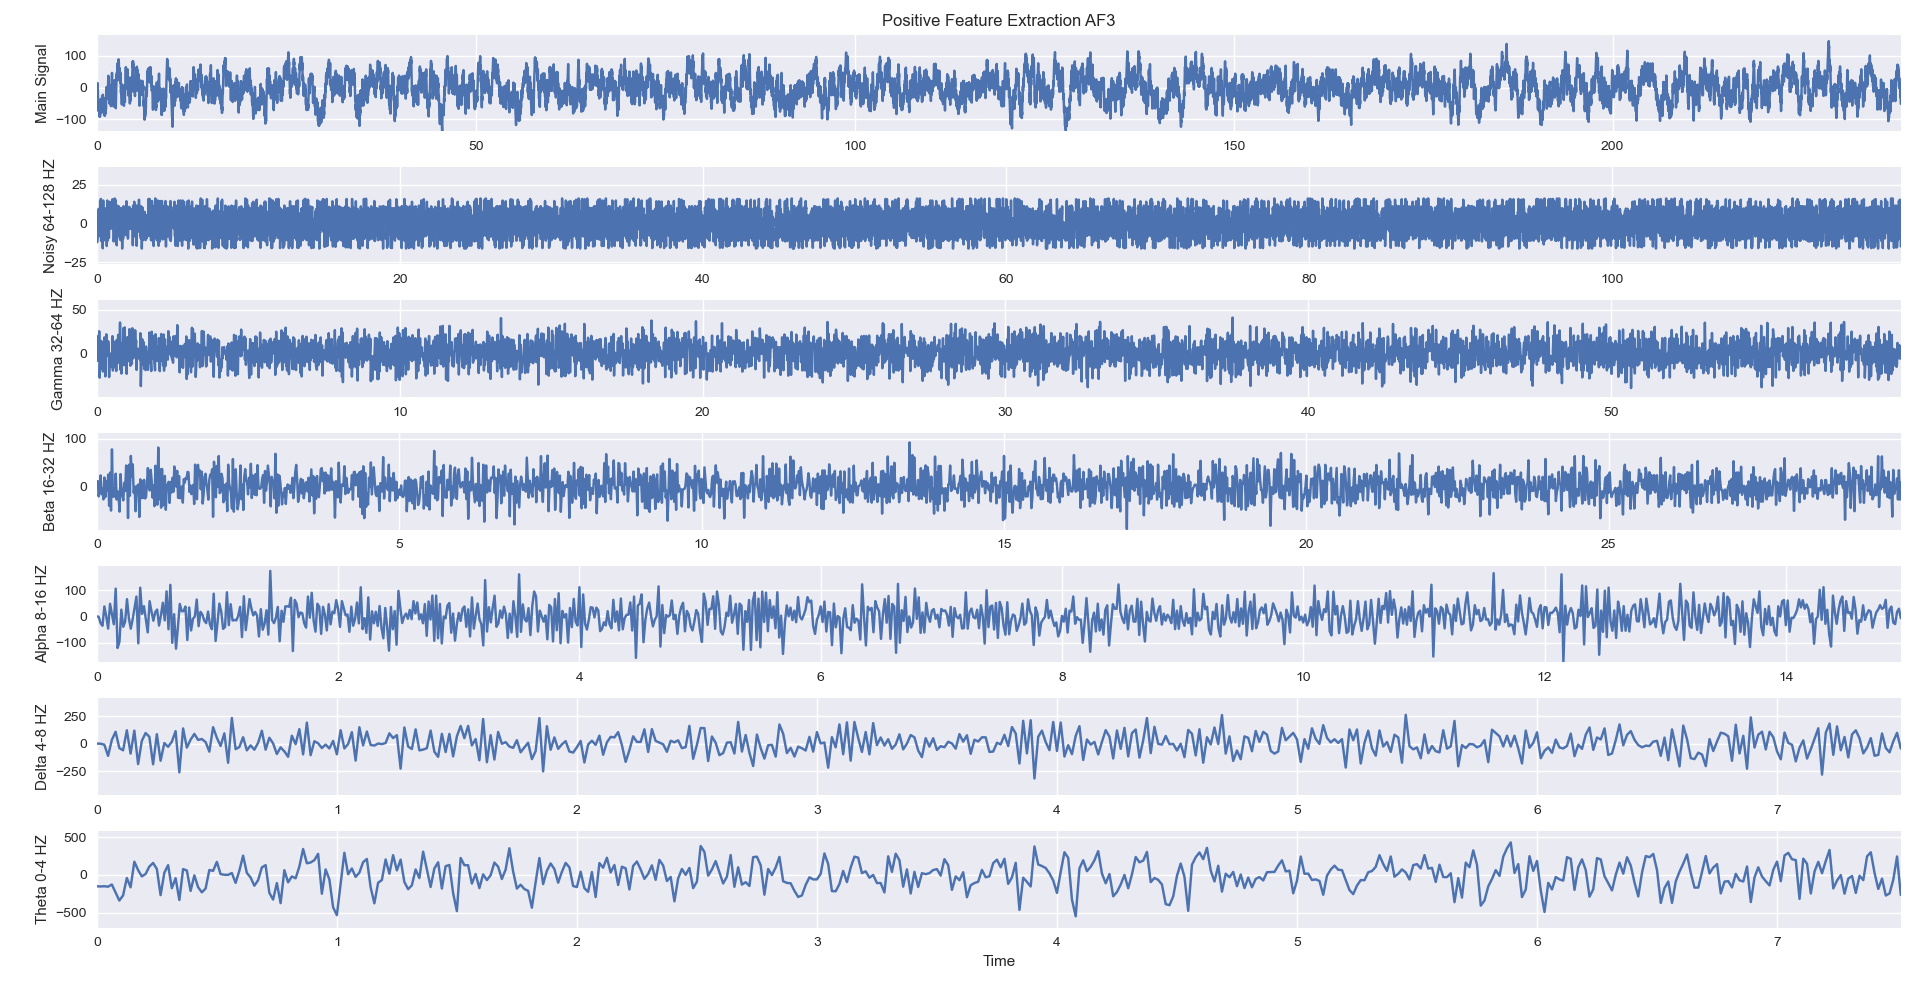 Positive Feature Extraction AF3
Main Signal
100
0
−100
0 50 100 150 200
Noisy 64-128 HZ
25
0
−25
0 20 40 60 80 100
Gamma 32-64 HZ
50
0
0 10 20 30 40 50
Beta 16-32 HZ
100
0
0 5 10 15 20 25
Alpha 8-16 HZ
100
0
−100
0 2 4 6 8 10 12 14
Delta 4-8 HZ
250
0
−250
0 1 2 3 4 5 6 7
Theta 0-4 HZ
500
0
−500
0 1 2 3 4 5 6 7
Time